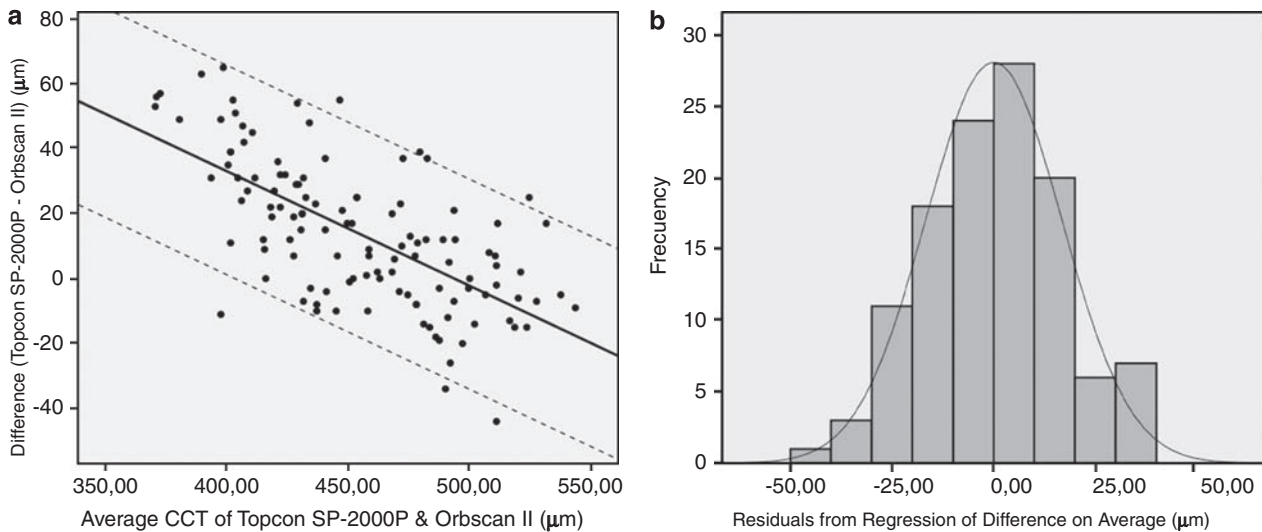 a
Difference (Topcon SP-2000P - Orbscan II) (µm)
80
60
40
20
0
-20
-40
350,00 400,00 450,00 500,00 550,00
Average CCT of Topcon SP-2000P & Orbscan II (µm)
b
Frecuency
30
25
20
15
10
5
0
-50,00 -25,00 0,00 25,00 50,00
Residuals from Regression of Difference on Average (µm)